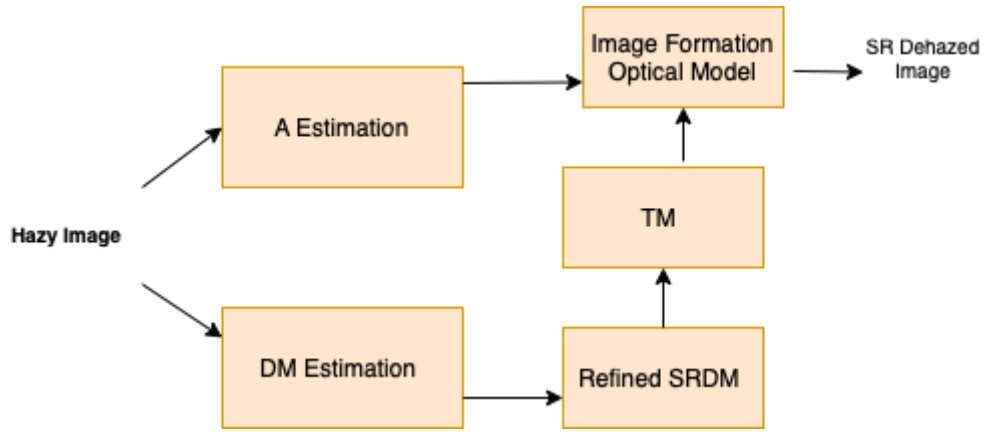 Image Formation
Optical Model
SR Dehazed
Image
A Estimation
TM
Hazy Image
DM Estimation
Refined SRDM